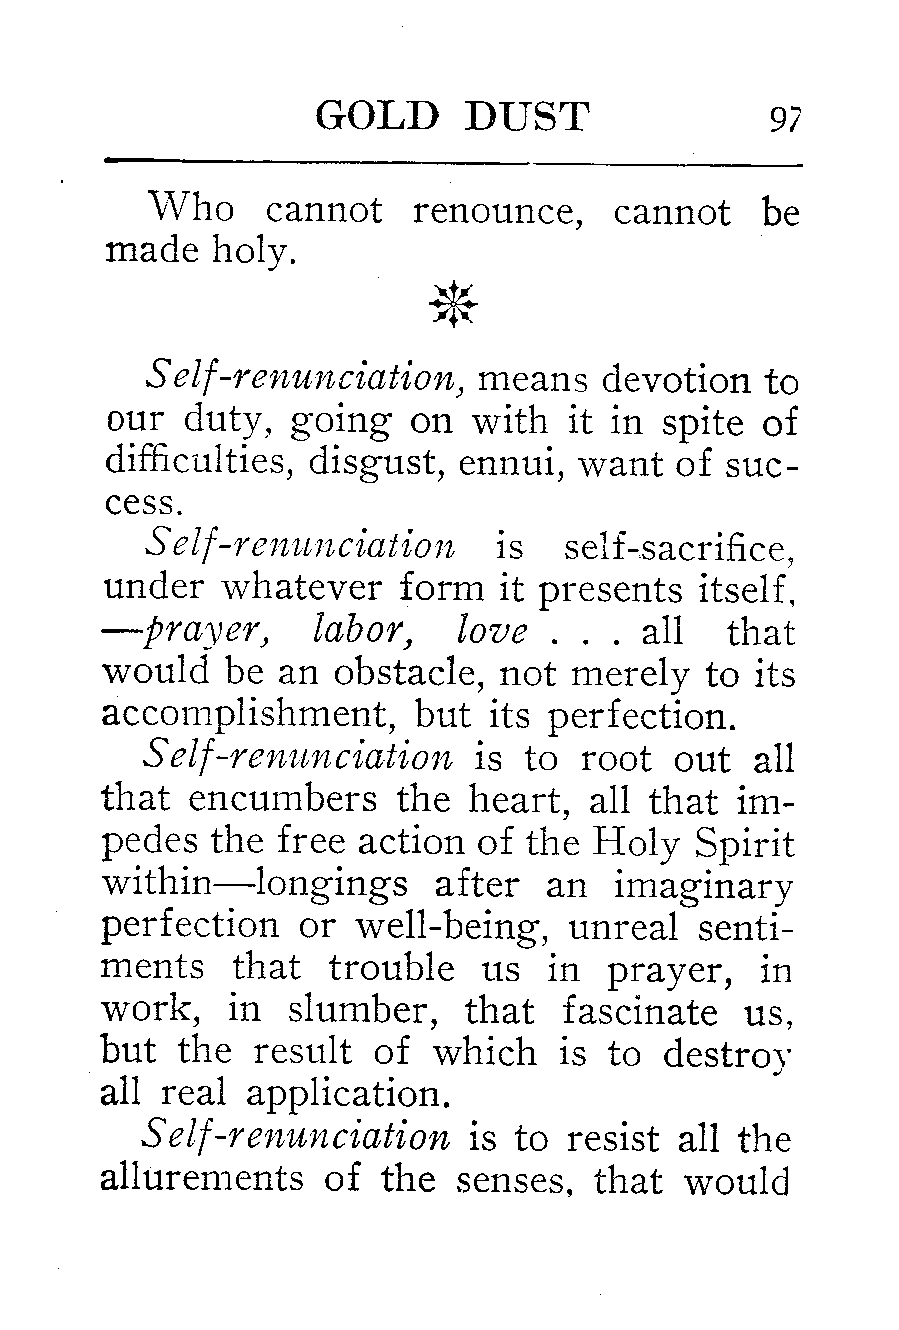 GOLD DUST 97
Who cannot renounce, cannot be
made holy.
Self-renunciation, means devotion to
our duty, going on with it in spite of
difficulties, disgust, ennui, want of suc-
cess.
Self-renunciation is self-sacrifice,
under whatever form it presents itself,
—prayer, labor, love . . . all that
would be an obstacle, not merely to its
accomplishment, but its perfection.
Self-renunciation is to root out all
that encumbers the heart, all that im-
pedes the free action of the Holy Spirit
within—longings after an imaginary
perfection or well-being, unreal senti-
ments that trouble us in prayer, in
work, in slumber, that fascinate us,
but the result of which is to destroy
all real application.
Self-renunciation is to resist all the
allurements of the senses, that would